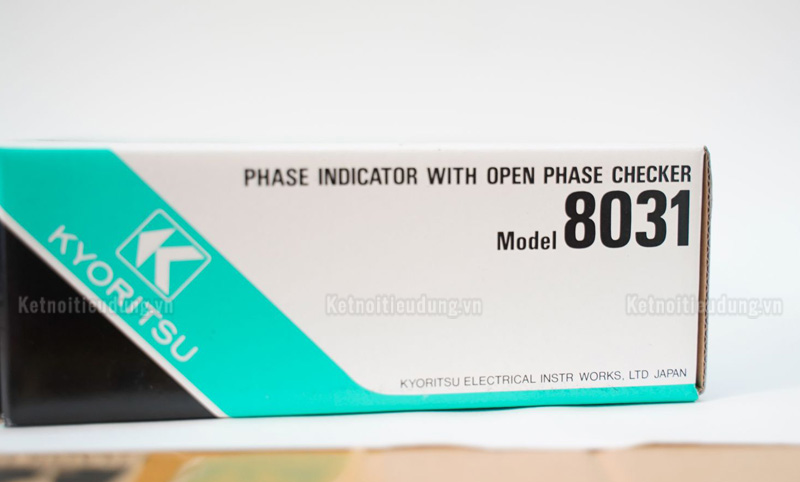 PHASE INDICATOR WITH OPEN PHASE CHECKER
Model 8031
KYORITSU
Ketnoitieudung.vn Ketnoitieudung.vn Ketnoitieudung.vn
KYORITSU ELECTRICAL INSTR WORKS, LTD JAPAN